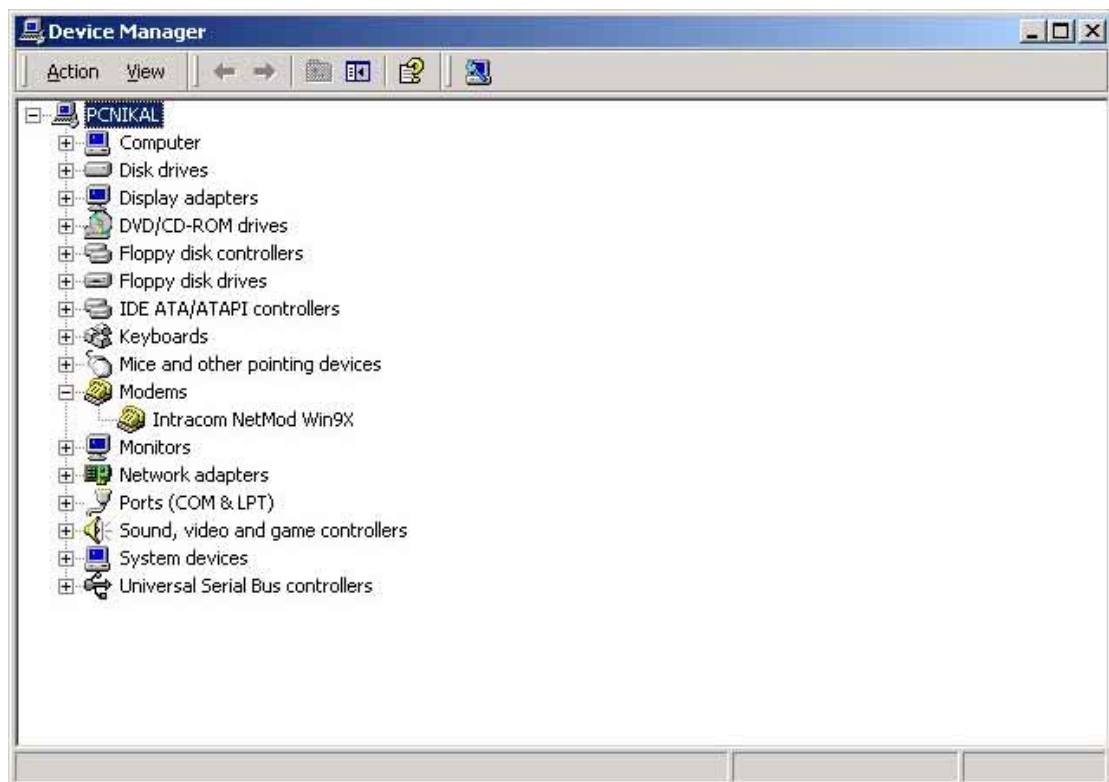 Device Manager
Action View
PCNIKAL
Computer
Disk drives
Display adapters
DVD/CD-ROM drives
Floppy disk controllers
Floppy disk drives
IDE ATA/ATAPI controllers
Keyboards
Mice and other pointing devices
Modems
Intracom NetMod Win9X
Monitors
Network adapters
Ports (COM & LPT)
Sound, video and game controllers
System devices
Universal Serial Bus controllers